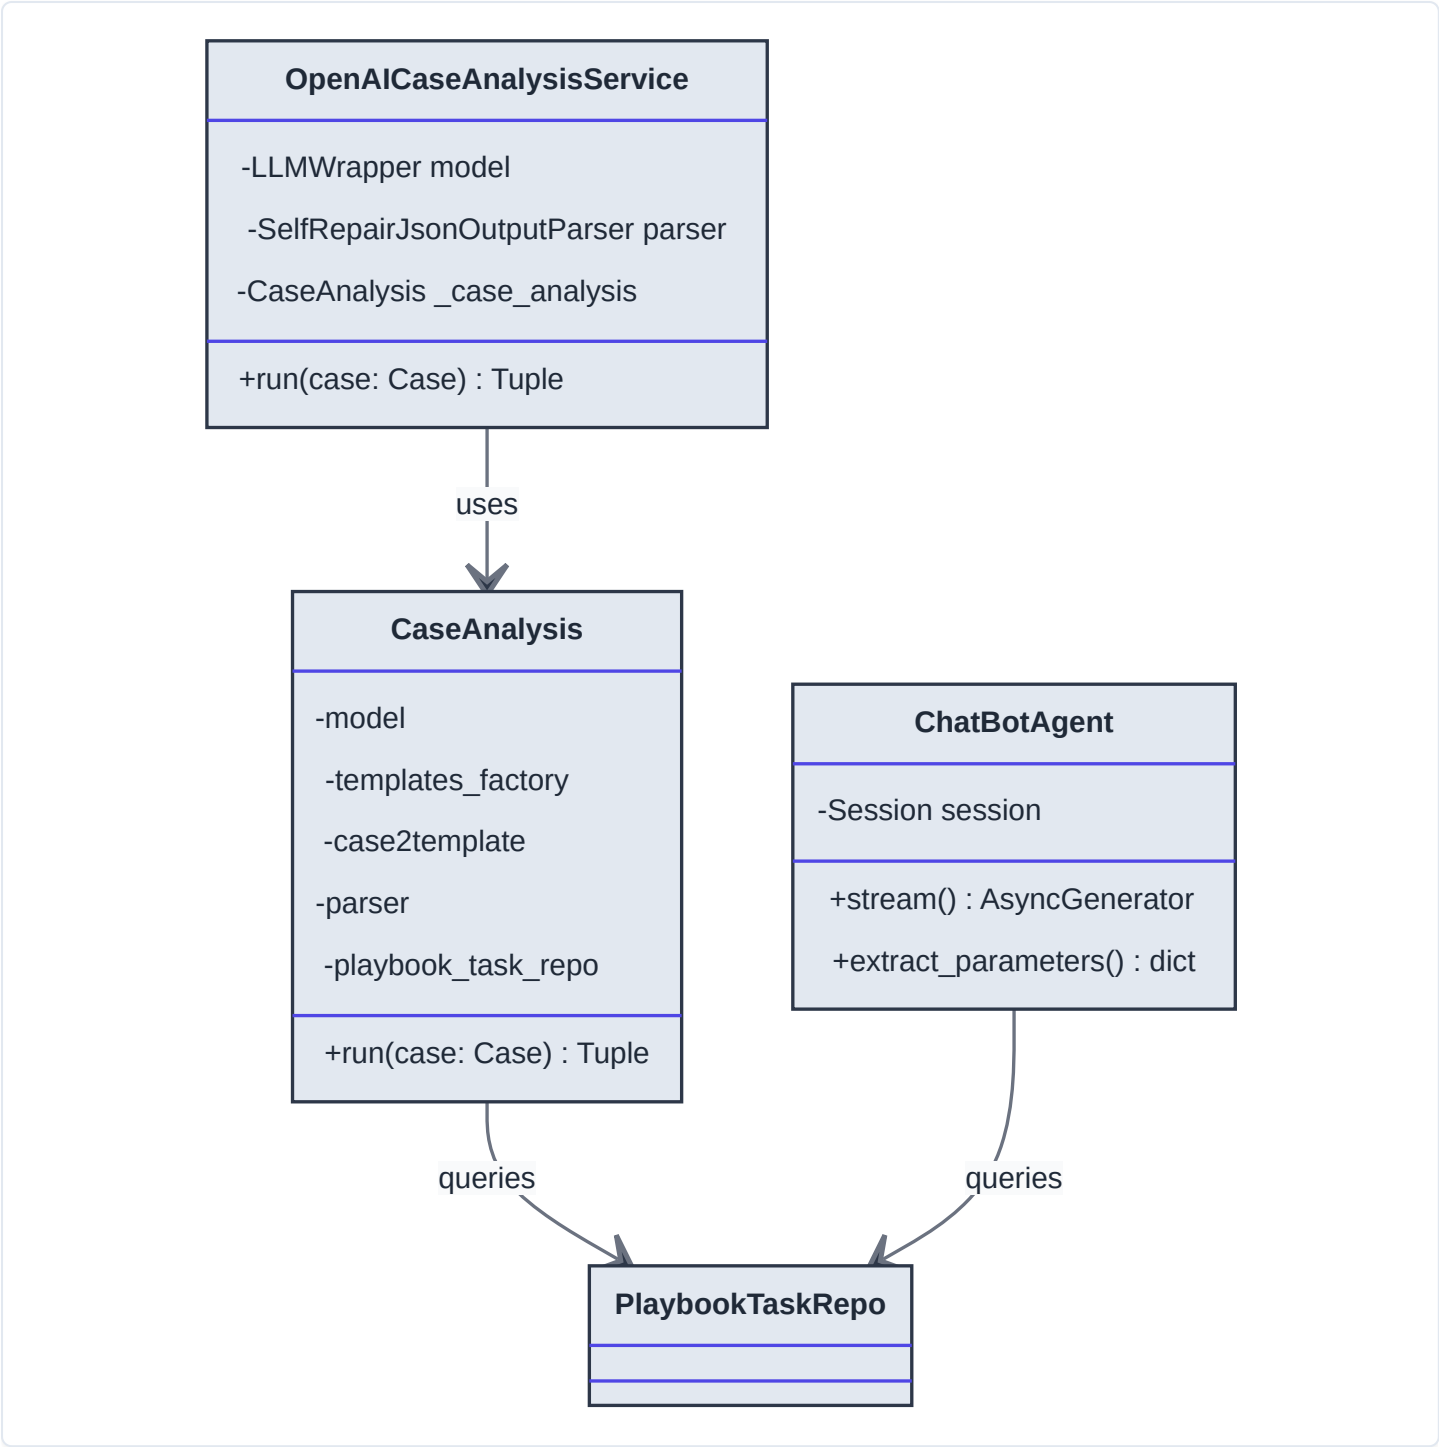 OpenAICaseAnalysisService
-LLMWrapper model
-SelfRepairJsonOutputParser parser
-CaseAnalysis _case_analysis
+run(case: Case) : Tuple
uses
CaseAnalysis
-model
-templates_factory
-case2template
-parser
-playbook_task_repo
+run(case: Case) : Tuple
ChatBotAgent
-Session session
+stream() : AsyncGenerator
+extract_parameters() : dict
queries
queries
PlaybookTaskRepo